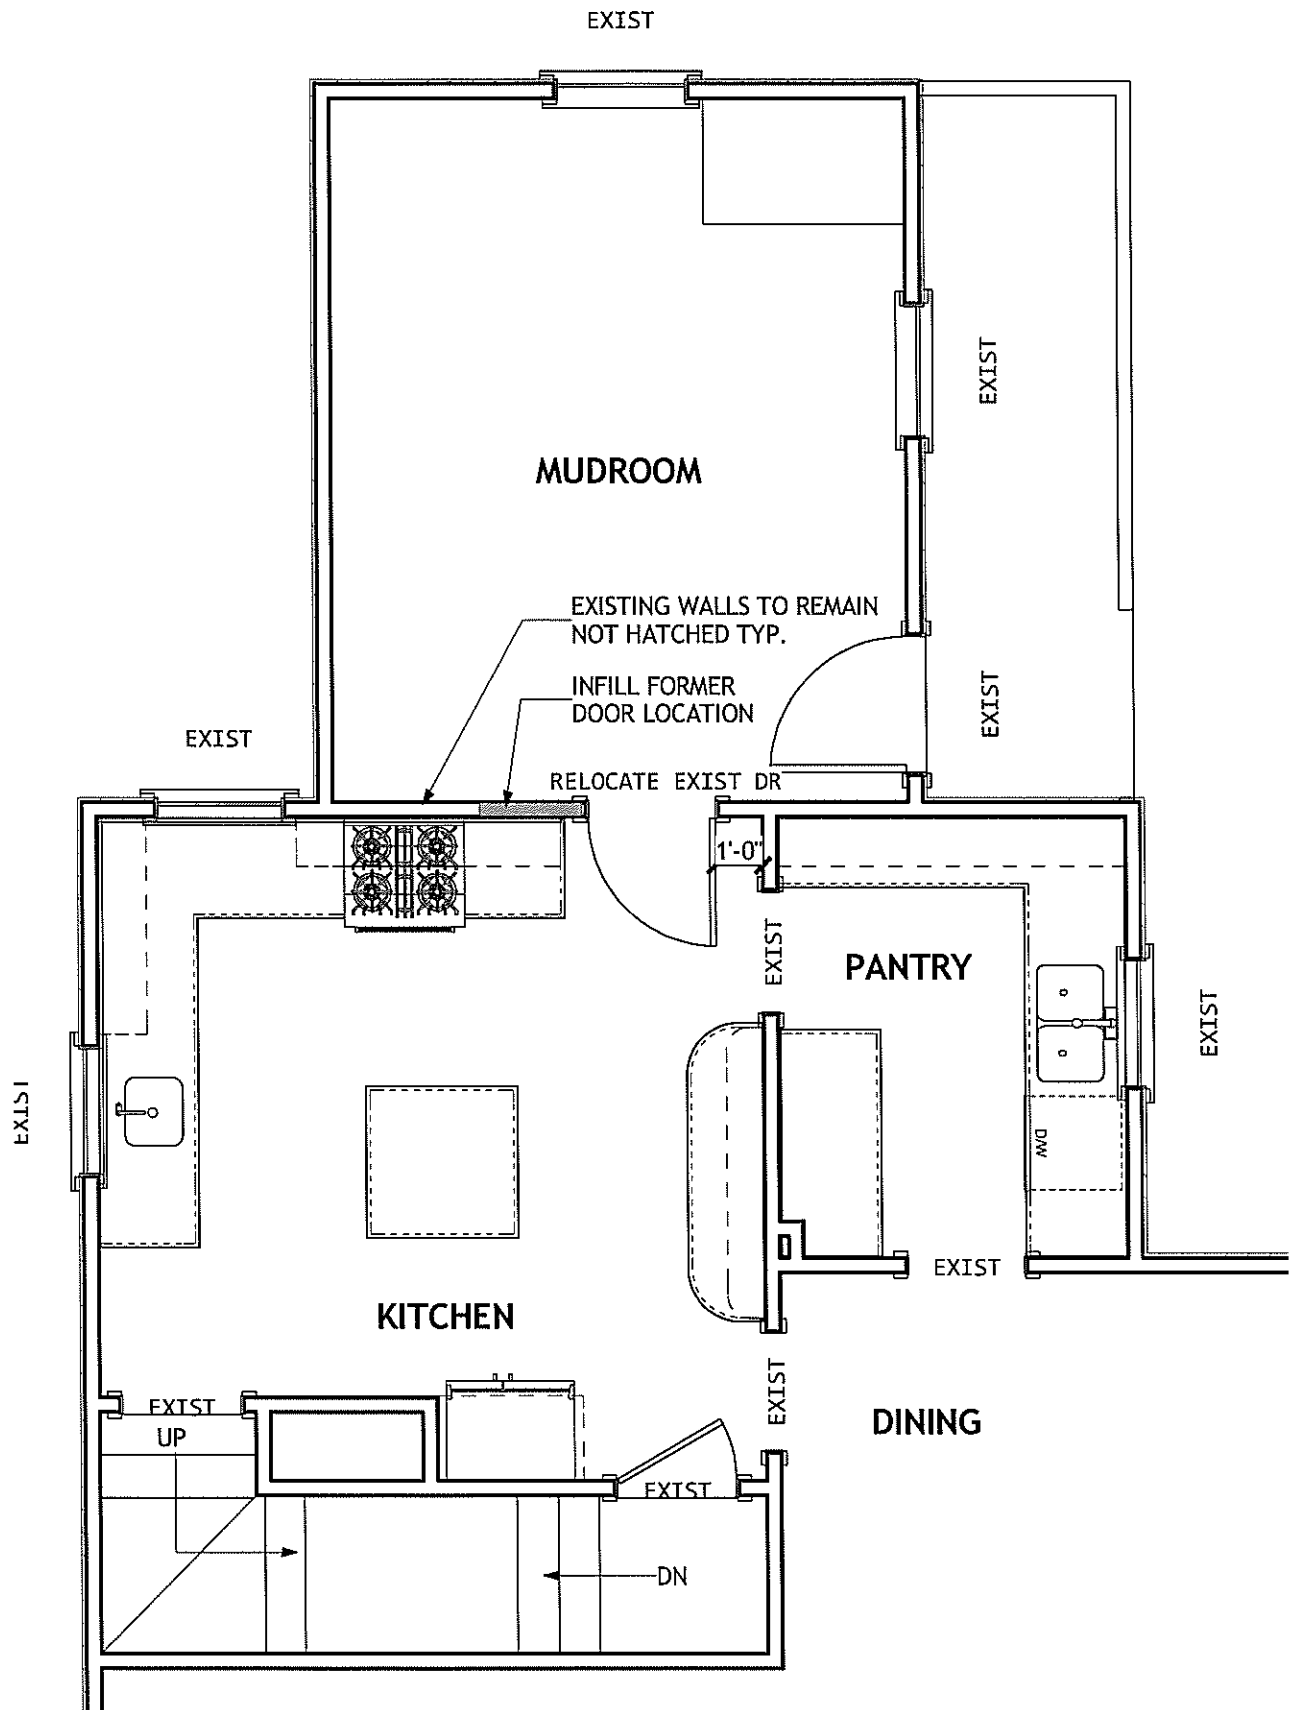 EXIST
EXIST
MUDROOM
EXISTING WALLS TO REMAIN
NOT HATCHED TYP.
INFILL FORMER
DOOR LOCATION
EXIST
EXIST
RELOCATE EXIST DR
1'-0"
EXIST
PANTRY
EXIST
EXIST
D/W
EXIST
KITCHEN
EXIST
EXIST
UP
DINING
EXIST
DN